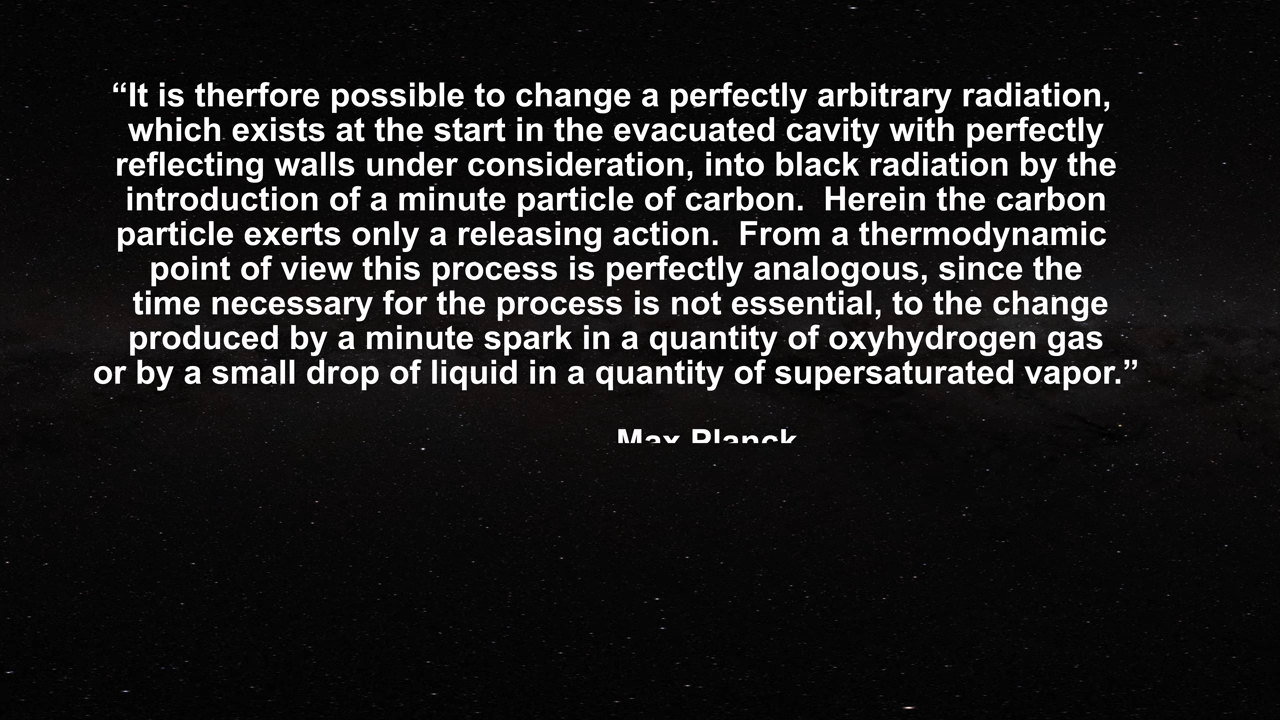 “It is therfore possible to change a perfectly arbitrary radiation,
which exists at the start in the evacuated cavity with perfectly
reflecting walls under consideration, into black radiation by the
introduction of a minute particle of carbon.  Herein the carbon
particle exerts only a releasing action.  From a thermodynamic
point of view this process is perfectly analogous, since the
time necessary for the process is not essential, to the change
produced by a minute spark in a quantity of oxyhydrogen gas
or by a small drop of liquid in a quantity of supersaturated vapor.”
Max Planck